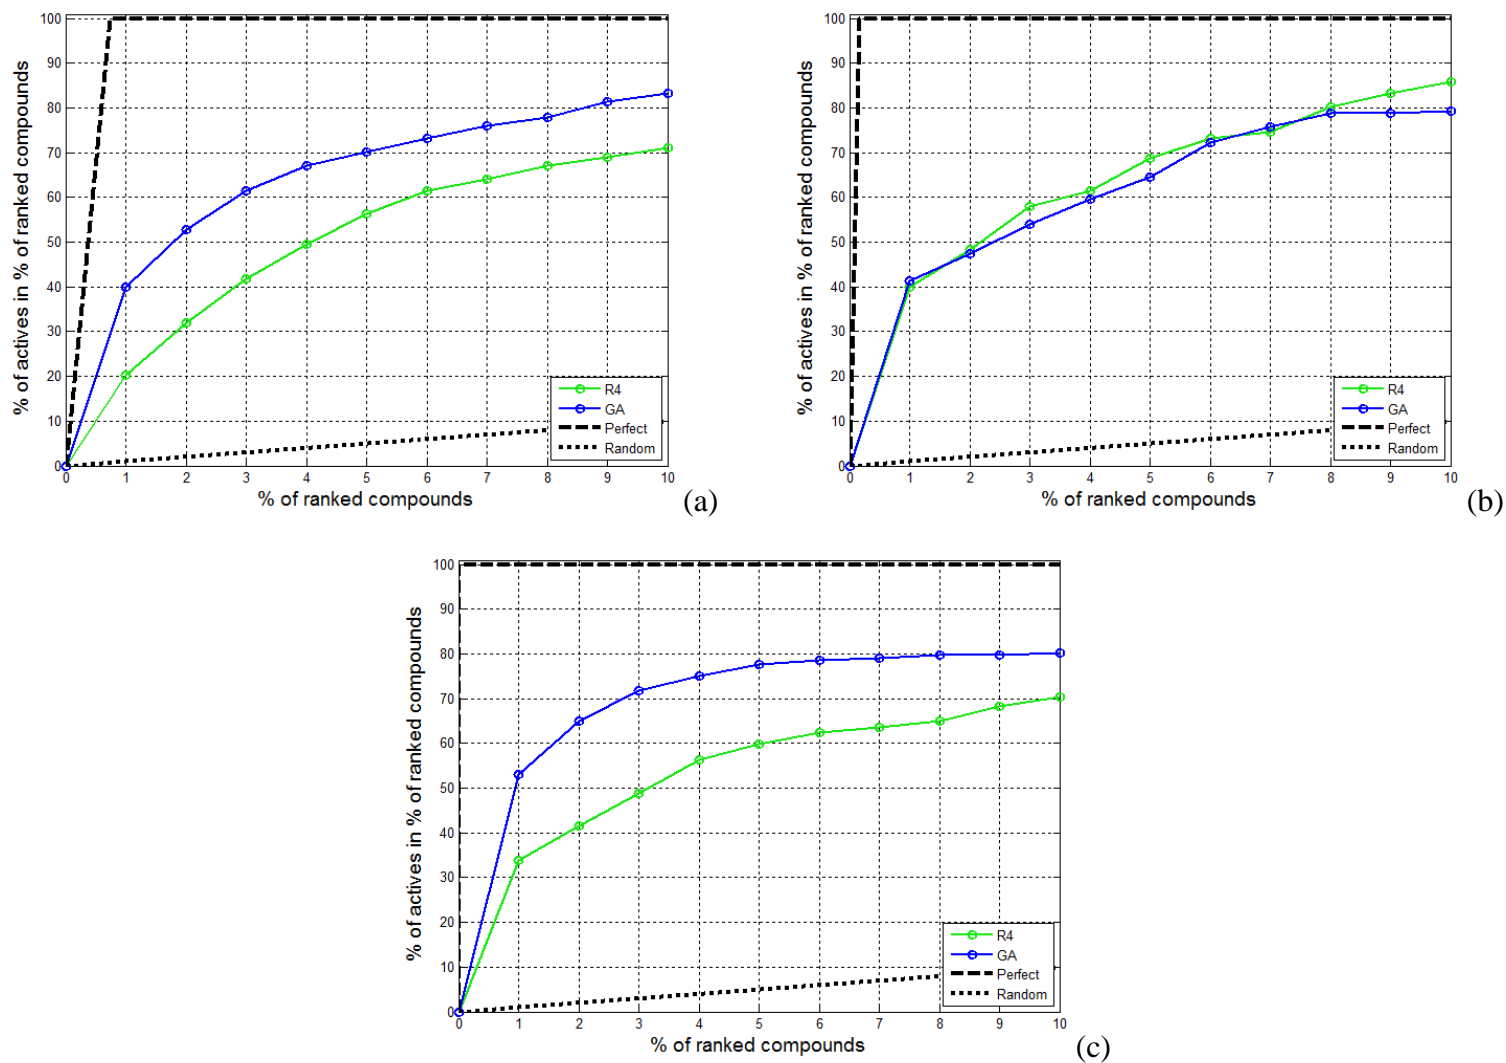 % of actives in % of ranked compounds
100
90
80
70
60
50
40
30
20
10
0
R4
GA
Perfect
Random
0 1 2 3 4 5 6 7 8 9 10
% of ranked compounds
(a)
% of actives in % of ranked compounds
100
90
80
70
60
50
40
30
20
10
0
R4
GA
Perfect
Random
0 1 2 3 4 5 6 7 8 9 10
% of ranked compounds
(b)
% of actives in % of ranked compounds
100
90
80
70
60
50
40
30
20
10
0
R4
GA
Perfect
Random
0 1 2 3 4 5 6 7 8 9 10
% of ranked compounds
(c)